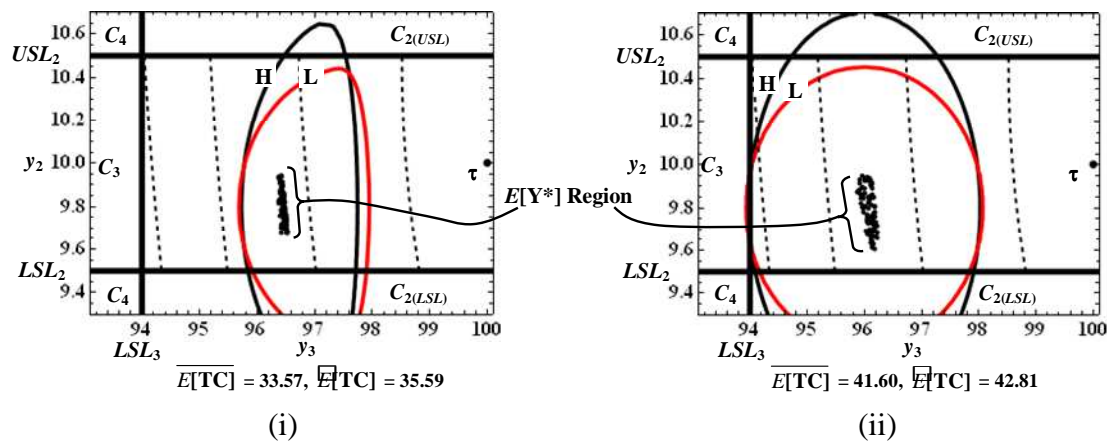 10.6 C4 C2(USL)
USL2
10.4 H L
10.2
y2 10.0 C3 τ
9.8
9.6
LSL2
9.4 C4 C2(LSL)
94 95 96 97 98 99 100
LSL3 y3
E[TC] = 33.57, E[TC] = 35.59
(i)
E[Y*] Region
10.6 C4 C2(USL)
USL2
10.4 H L
10.2
y2 10.0 C3 τ
9.8
9.6
LSL2
9.4 C4 C2(LSL)
94 95 96 97 98 99 100
LSL3 y3
E[TC] = 41.60, E[TC] = 42.81
(ii)